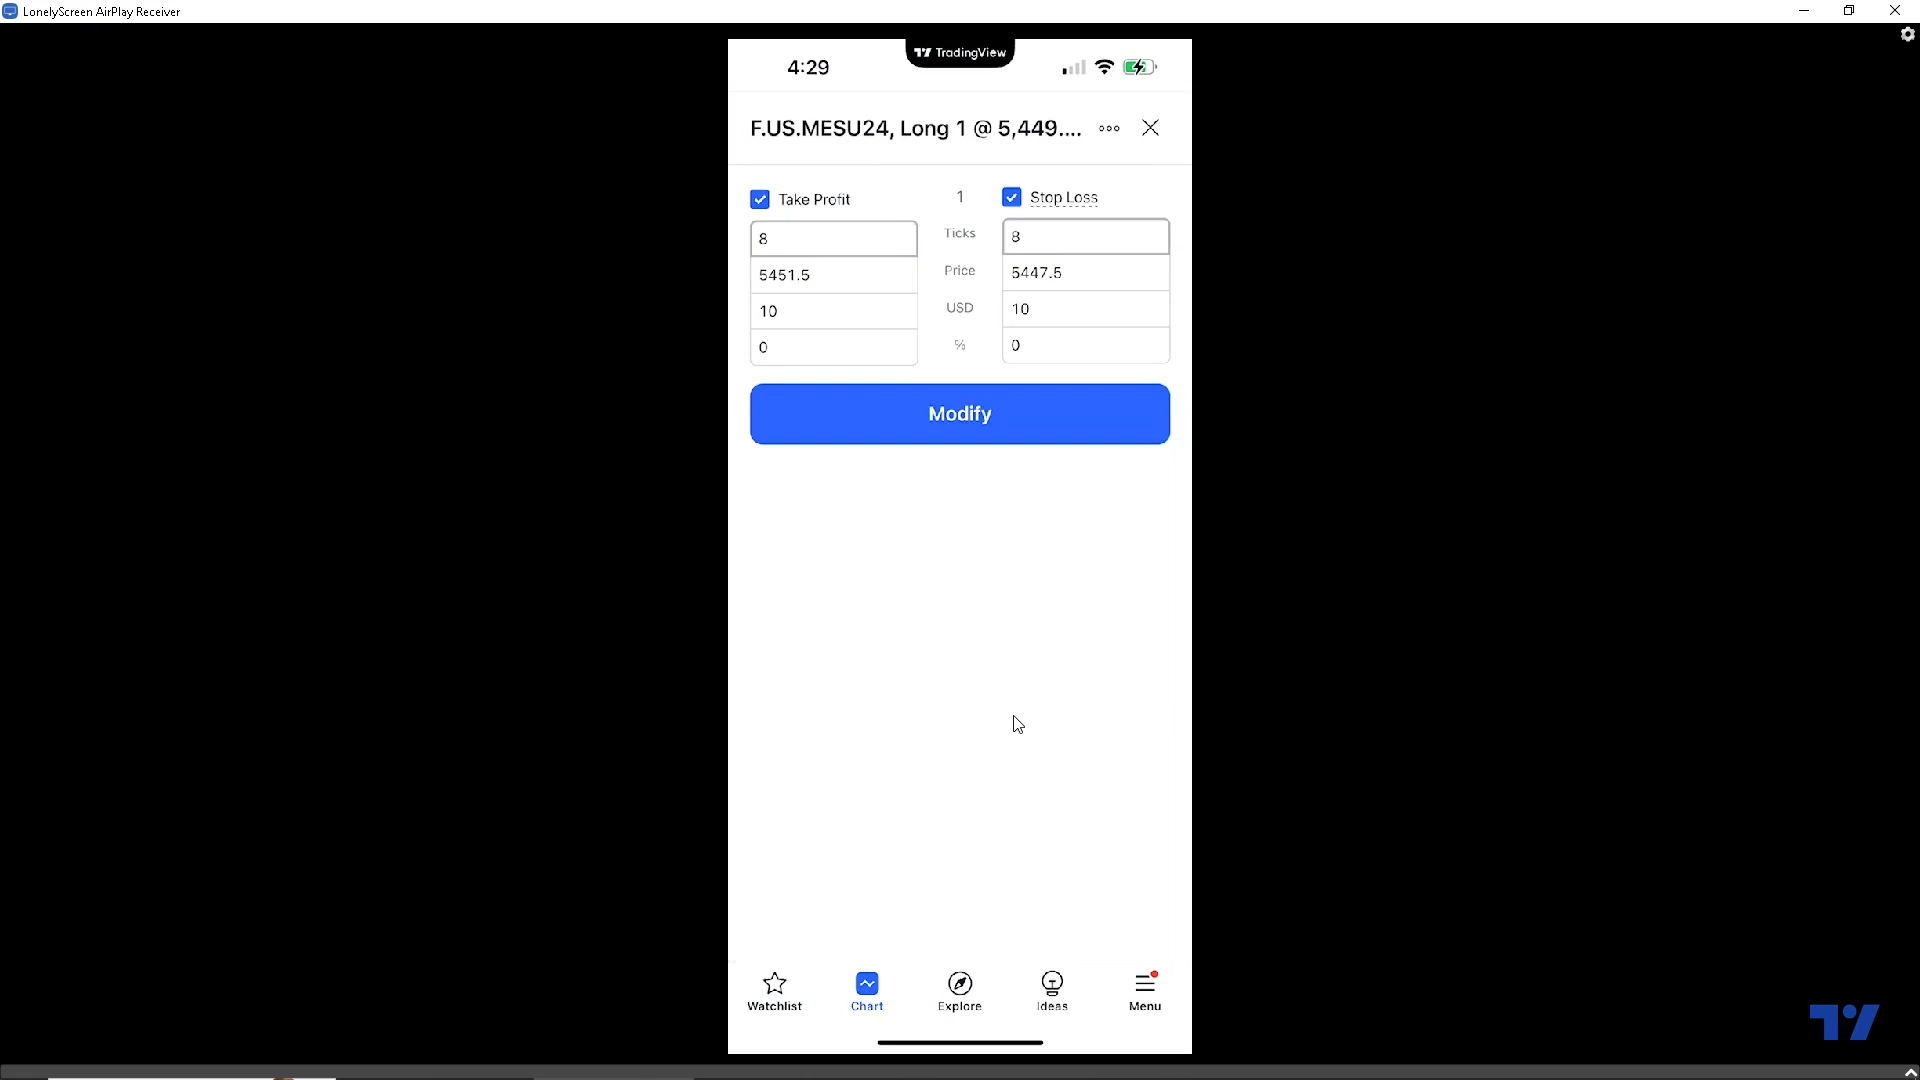 LonelyScreen AirPlay Receiver
TradingView
4:29
F.US.MESU24, Long 1 @ 5,449....
Take Profit 1 Stop Loss
8 Ticks 8
5451.5 Price 5447.5
10 USD 10
0 % 0
Modify
Watchlist Chart Explore Ideas Menu